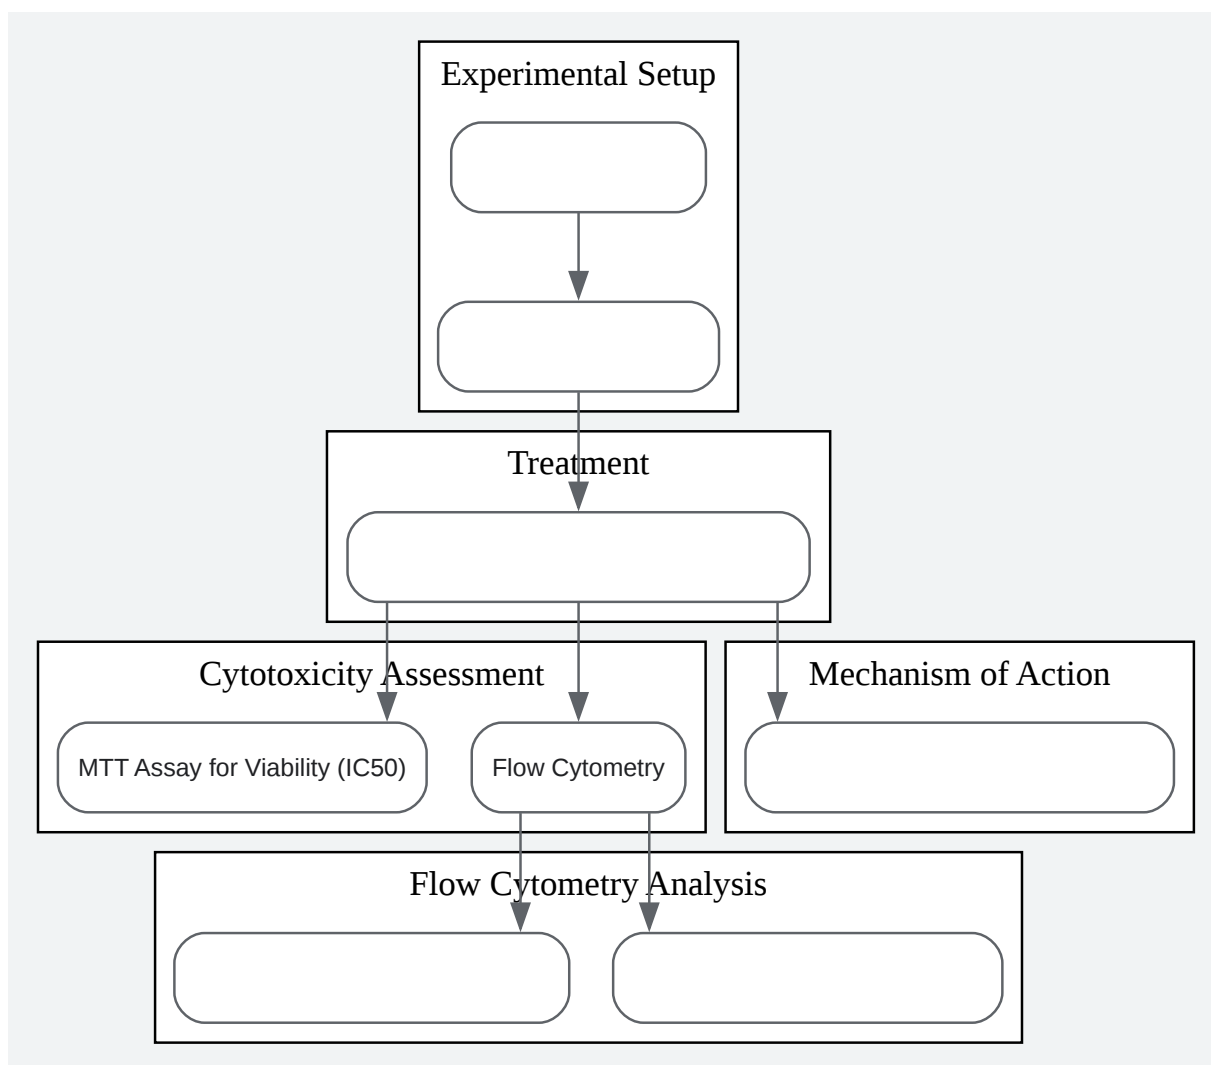 Experimental Setup
Treatment
Cytotoxicity Assessment
Mechanism of Action
MTT Assay for Viability (IC50)
Flow Cytometry
Flow Cytometry Analysis